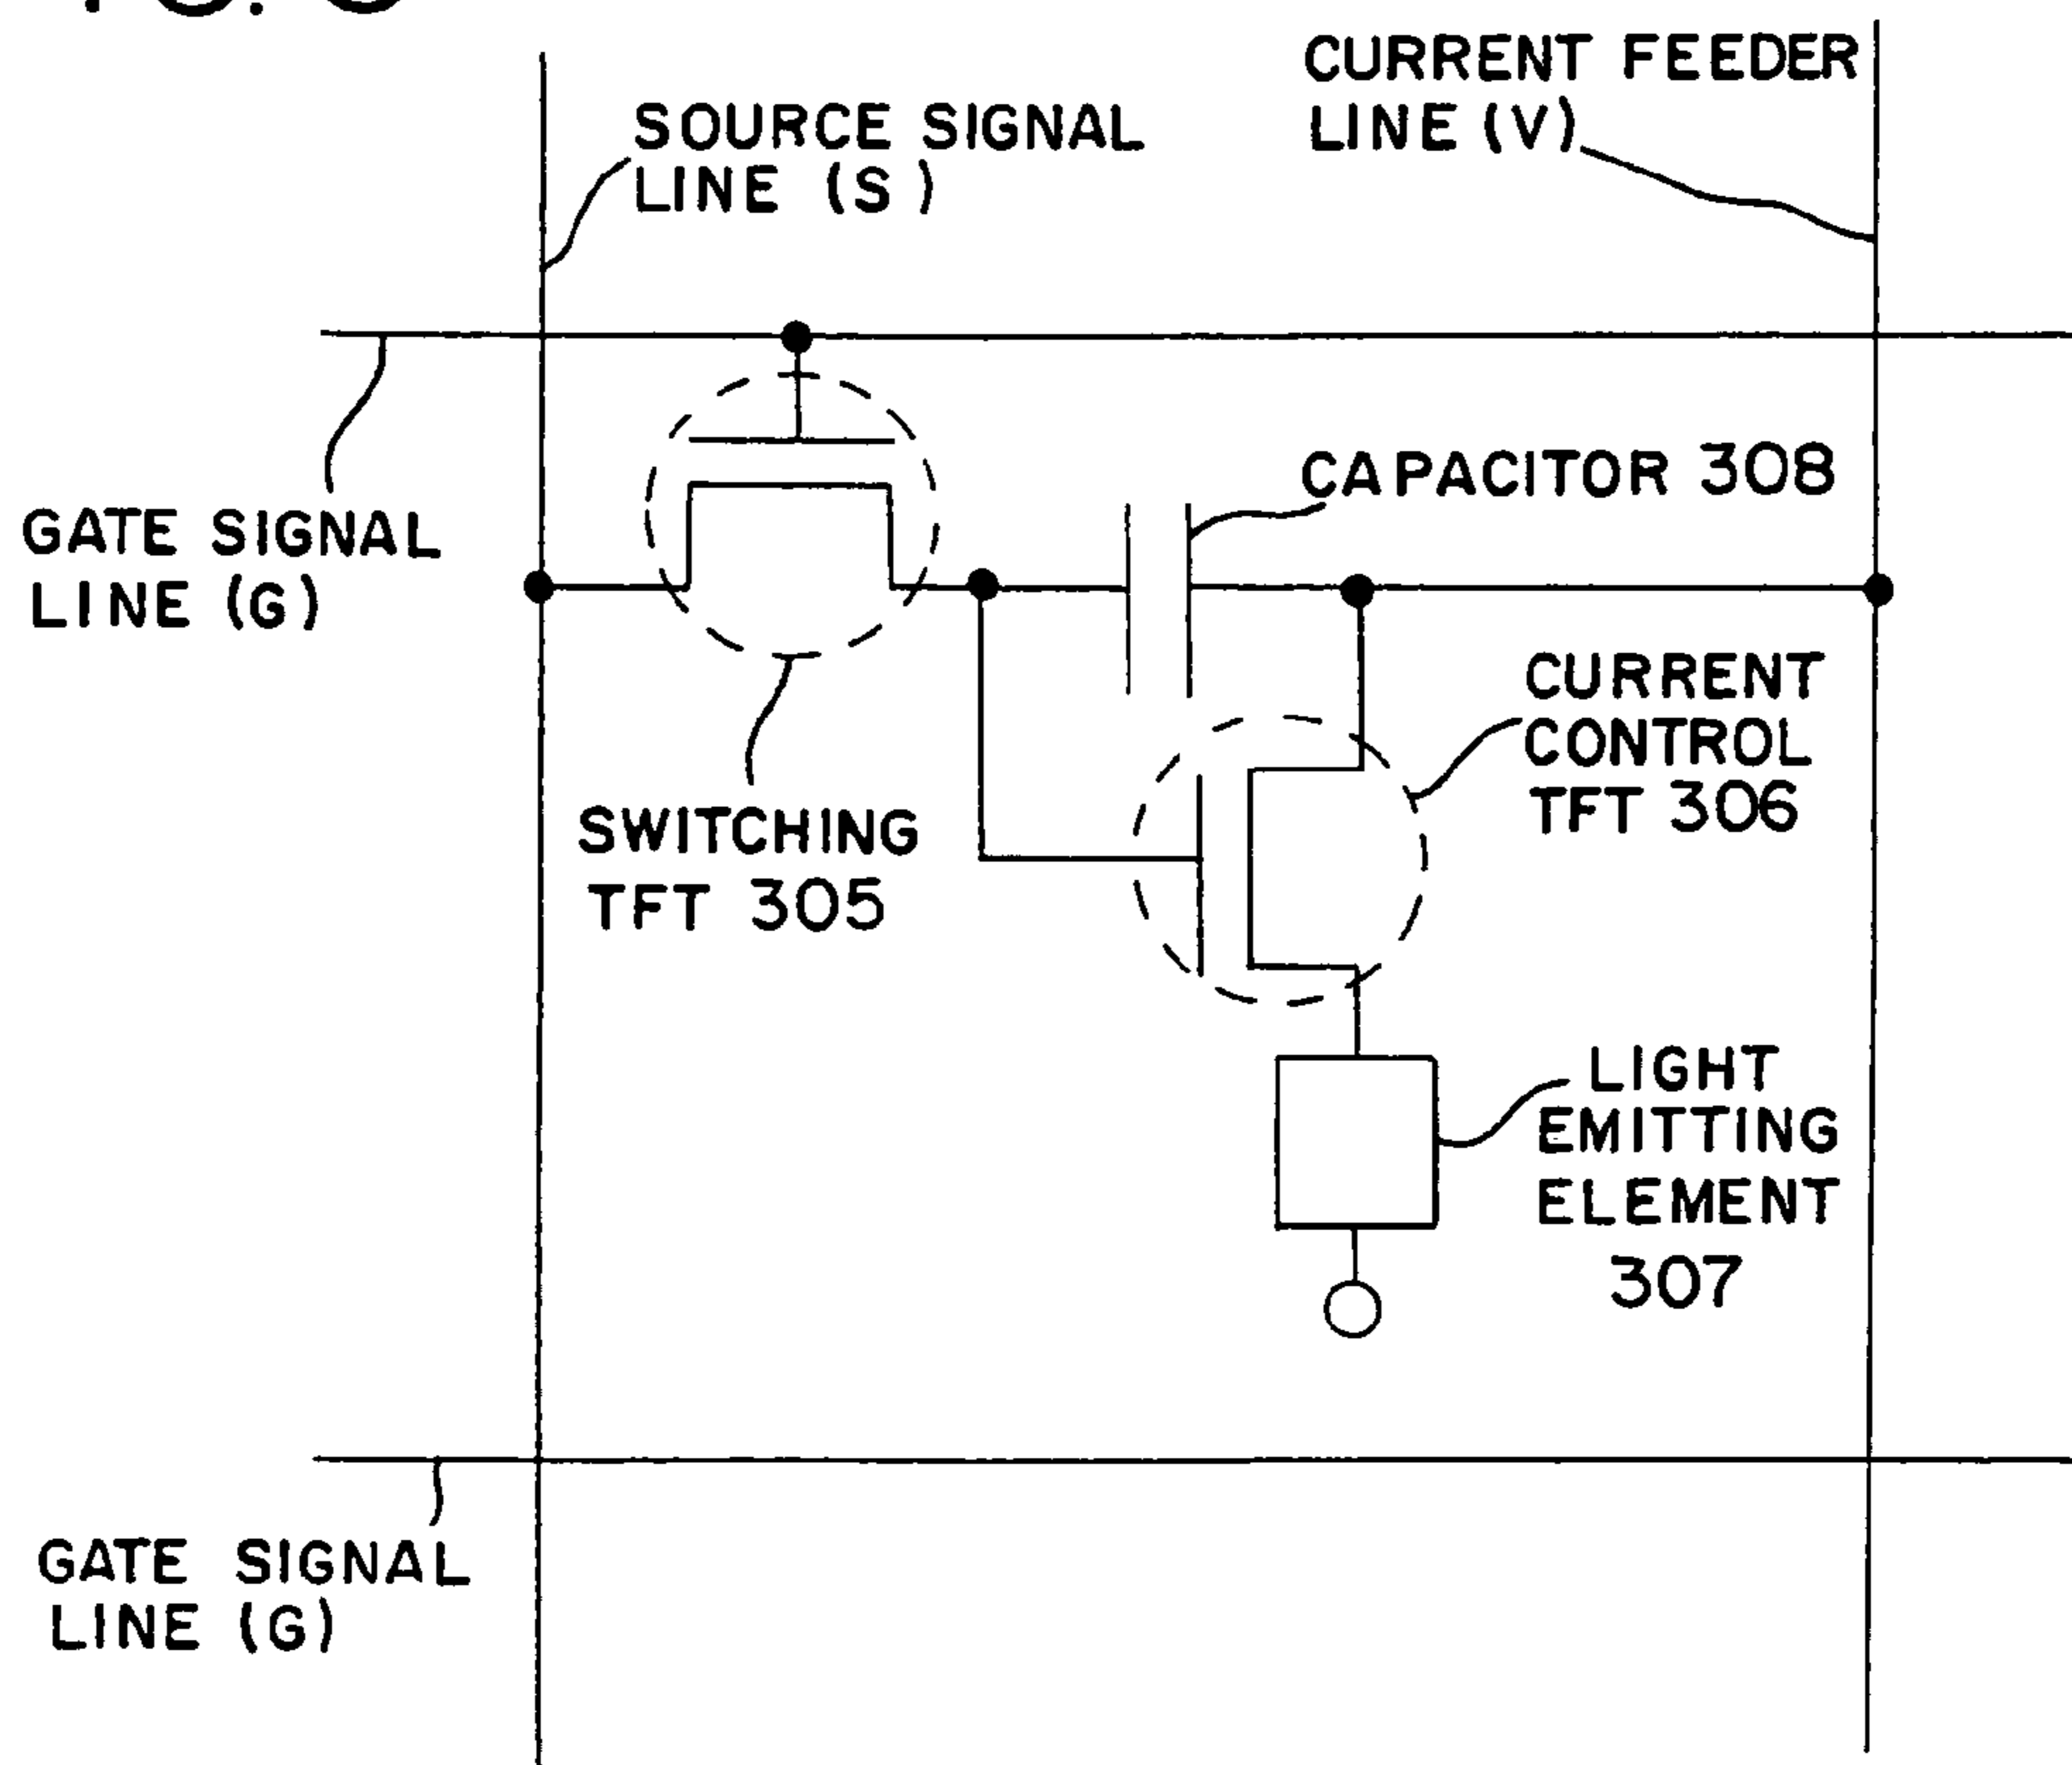 CURRENT FEEDER
LINE (V)
SOURCE SIGNAL
LINE (S)
CAPACITOR 308
GATE SIGNAL
LINE (G)
CURRENT
CONTROL
TFT 306
SWITCHING
TFT 305
LIGHT
EMITTING
ELEMENT
307
GATE SIGNAL
LINE (G)